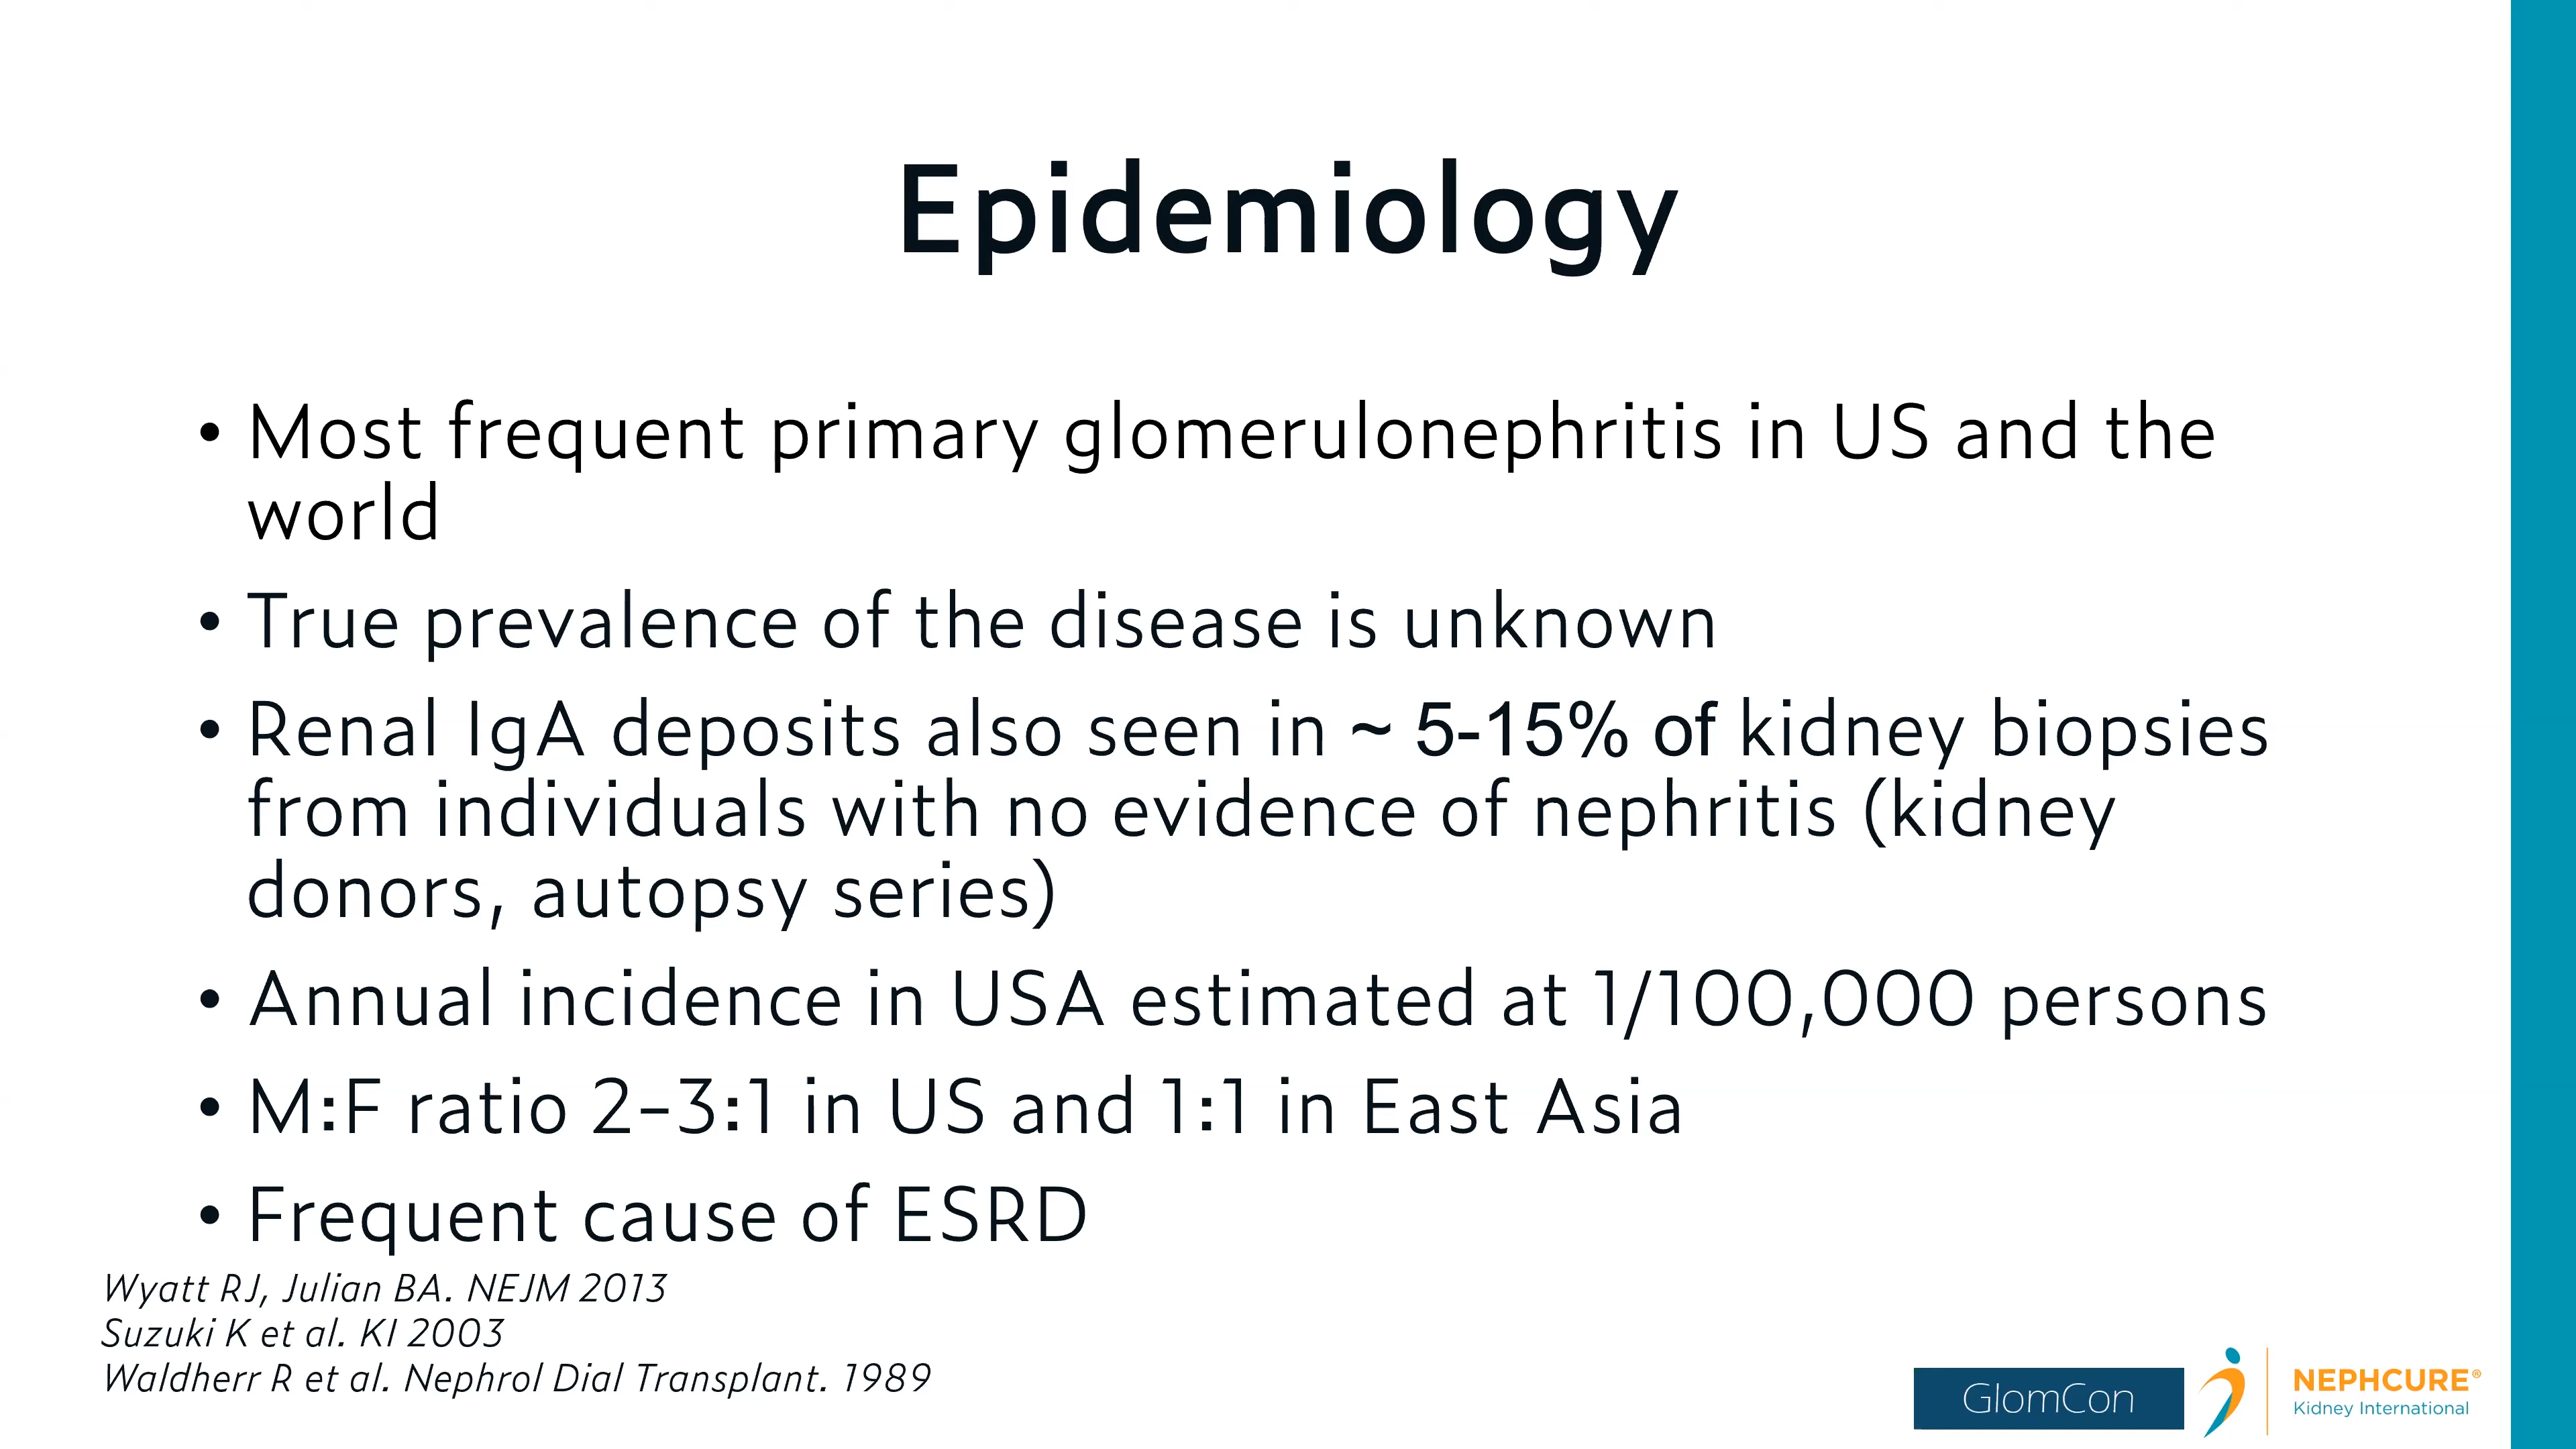 Epidemiology
• Most frequent primary glomerulonephritis in US and the
world
• True prevalence of the disease is unknown
• Renal IgA deposits also seen in ~ 5-15% of kidney biopsies
from individuals with no evidence of nephritis (kidney
donors, autopsy series)
• Annual incidence in USA estimated at 1/100,000 persons
• M:F ratio 2–3:1 in US and 1:1 in East Asia
• Frequent cause of ESRD
Wyatt RJ, Julian BA. NEJM 2013
Suzuki K et al. KI 2003
Waldherr R et al. Nephrol Dial Transplant. 1989
GlomCon
NEPHCURE®
Kidney International